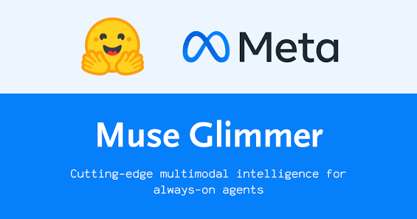 Meta
Muse Glimmer
Cutting-edge multimodal intelligence for
always-on agents